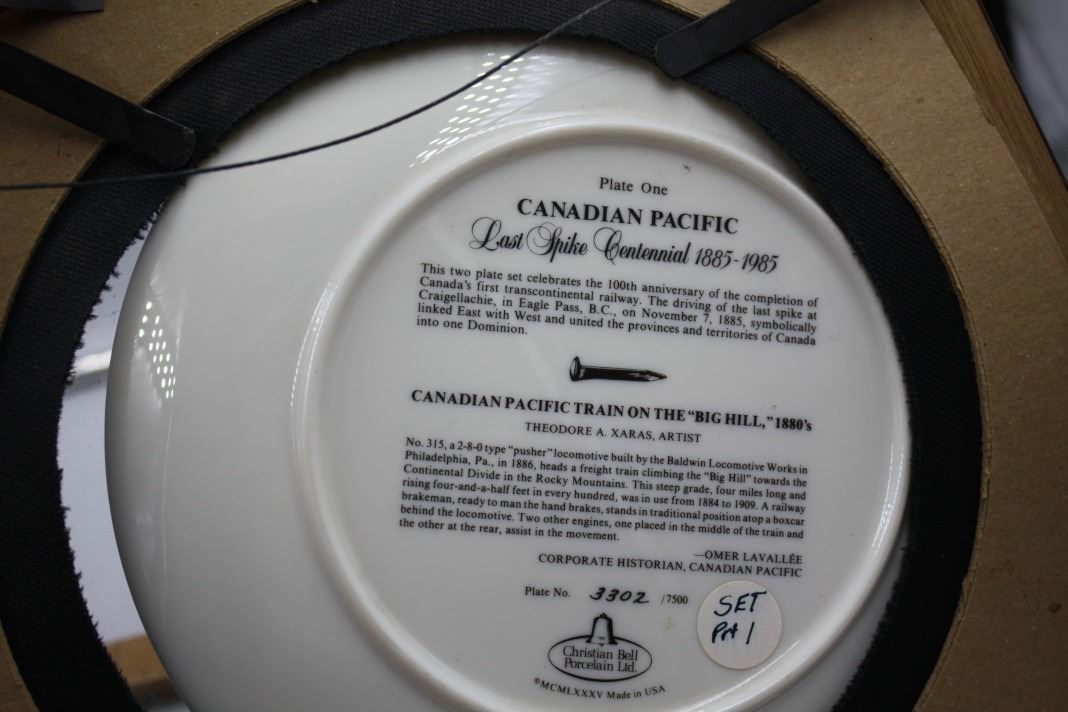 Plate One
CANADIAN PACIFIC
Last Spike Centennial 1885-1985
This two plate set celebrates the 100th anniversary of the completion of
Canada's first transcontinental railway. The driving of the last spike at
Craigellachie, in Eagle Pass, B.C., on November 7, 1885, symbolically
linked East with West and united the provinces and territories of Canada
into one Dominion.
CANADIAN PACIFIC TRAIN ON THE "BIG HILL," 1880's
THEODORE A. XARAS, ARTIST
No. 315, a 2-8-0 type "pusher" locomotive built by the Baldwin Locomotive Works in
Philadelphia, Pa., in 1886, heads a freight train climbing the "Big Hill" towards the
Continental Divide in the Rocky Mountains. This steep grade, four miles long and
rising four-and-a-half feet in every hundred, was in use from 1884 to 1909. A railway
brakeman, ready to man the hand brakes, stands in traditional position atop a boxcar
behind the locomotive. Two other engines, one placed in the middle of the train and
the other at the rear, assist in the movement.
—OMER LAVALLÉE
CORPORATE HISTORIAN, CANADIAN PACIFIC
Plate No. 3302 /7500
SET
Prt 1
Christian Bell
Porcelain Ltd.
©MCMLXXXV Made in USA